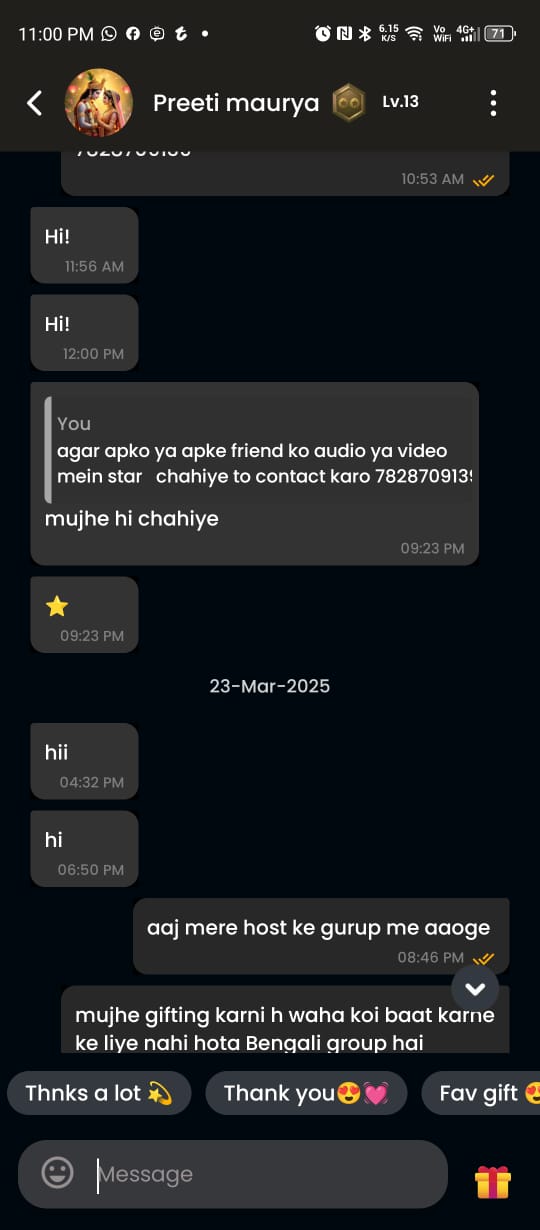 11:00 PM
6.15
K/S
Vo
WiFi
4G+
71
Preeti maurya
Lv.13
10:53 AM
Hi!
11:56 AM
Hi!
12:00 PM
You
agar apko ya apke friend ko audio ya video
mein star chahiye to contact karo 7828709139
mujhe hi chahiye
09:23 PM
⭐
09:23 PM
23-Mar-2025
hii
04:32 PM
hi
06:50 PM
aaj mere host ke gurup me aaoge
08:46 PM
mujhe gifting karni h waha koi baat karne
ke liye nahi hota Bengali group hai
Thnks a lot 💫
Thank you😍💓
Fav gift
Message